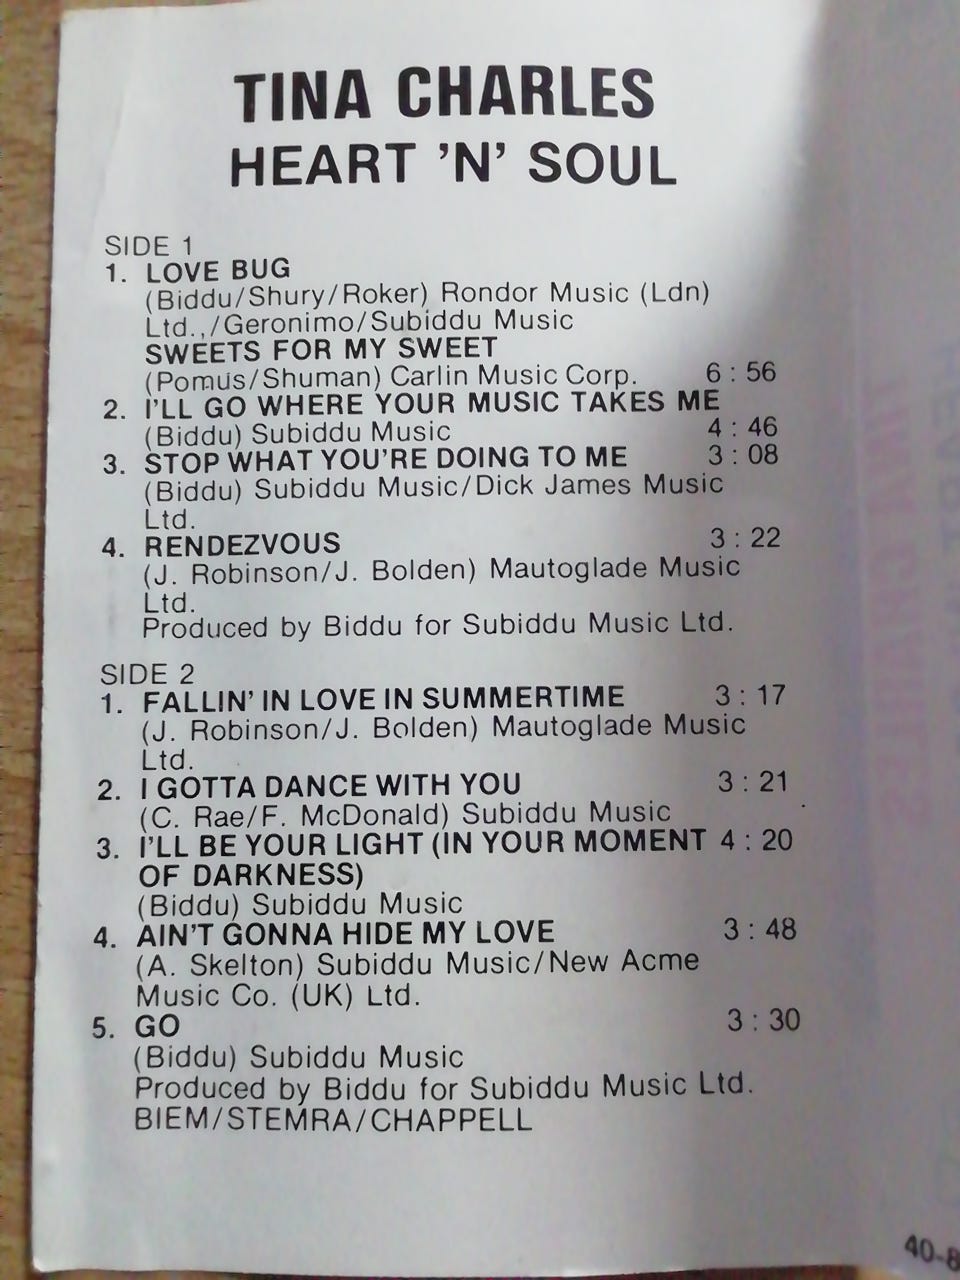 TINA CHARLES
HEART 'N' SOUL
SIDE 1
1. LOVE BUG
(Biddu/Shury/Roker) Rondor Music (Ldn)
Ltd.,/Geronimo/Subiddu Music
SWEETS FOR MY SWEET
(Pomus/Shuman) Carlin Music Corp. 6 : 56
2. I'LL GO WHERE YOUR MUSIC TAKES ME
(Biddu) Subiddu Music 4 : 46
3. STOP WHAT YOU'RE DOING TO ME 3 : 08
(Biddu) Subiddu Music/Dick James Music
Ltd.
4. RENDEZVOUS 3 : 22
(J. Robinson/J. Bolden) Mautoglade Music
Ltd.
Produced by Biddu for Subiddu Music Ltd.
SIDE 2
1. FALLIN' IN LOVE IN SUMMERTIME 3 : 17
(J. Robinson/J. Bolden) Mautoglade Music
Ltd.
2. I GOTTA DANCE WITH YOU 3 : 21
(C. Rae/F. McDonald) Subiddu Music
3. I'LL BE YOUR LIGHT (IN YOUR MOMENT 4 : 20
OF DARKNESS)
(Biddu) Subiddu Music
4. AIN'T GONNA HIDE MY LOVE 3 : 48
(A. Skelton) Subiddu Music/New Acme
Music Co. (UK) Ltd.
5. GO 3 : 30
(Biddu) Subiddu Music
Produced by Biddu for Subiddu Music Ltd.
BIEM/STEMRA/CHAPPELL
40-8